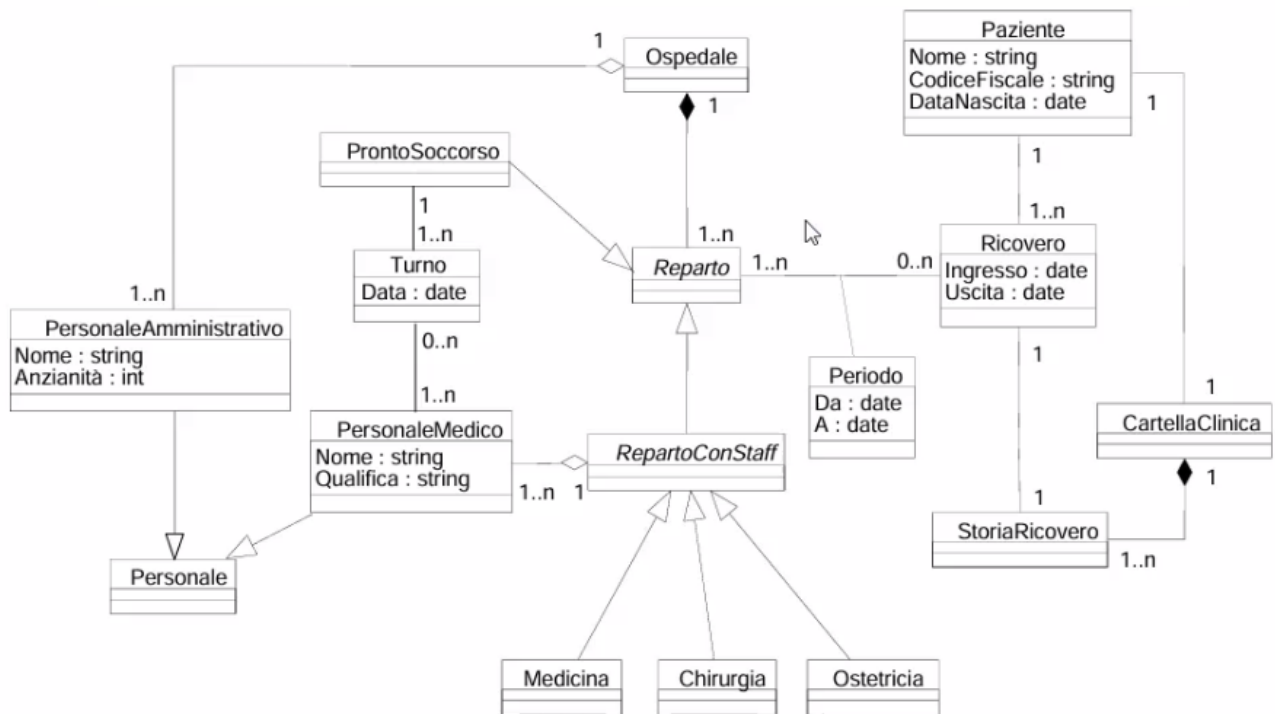 Paziente
Nome : string
CodiceFiscale : string
DataNascita : date
1
Ospedale
1
1
ProntoSoccorso
1
1
1..n
1..n
1..n
Turno
Data : date
Reparto
1..n
0..n
Ricovero
Ingresso : date
Uscita : date
1..n
PersonaleAmministrativo
Nome : string
Anzianità : int
0..n
1
Periodo
Da : date
A : date
1..n
1
PersonaleMedico
Nome : string
Qualifica : string
CartellaClinica
RepartoConStaff
1..n
1
1
1
StoriaRicovero
1..n
Personale
Medicina
Chirurgia
Ostetricia